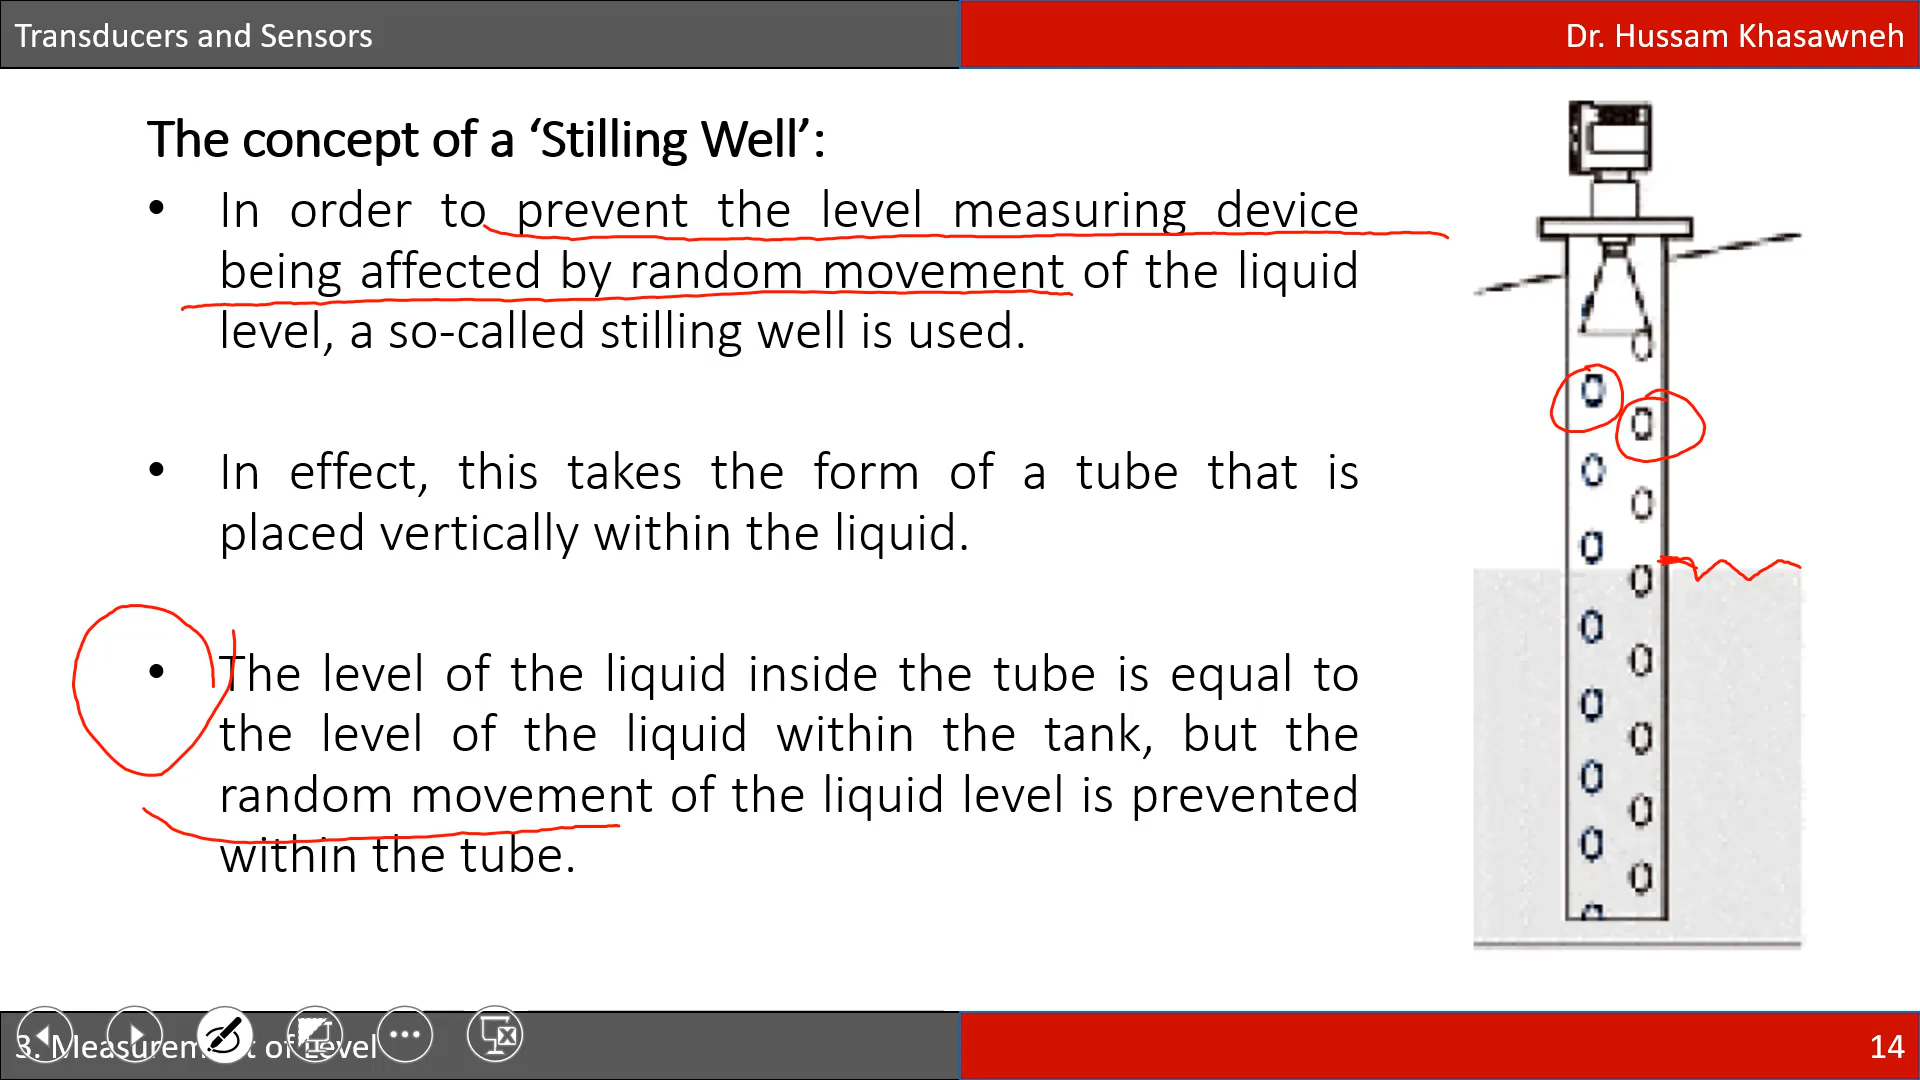 Transducers and Sensors
Dr. Hussam Khasawneh
The concept of a ‘Stilling Well’:
• In order to prevent the level measuring device
being affected by random movement of the liquid
level, a so-called stilling well is used.
• In effect, this takes the form of a tube that is
placed vertically within the liquid.
• The level of the liquid inside the tube is equal to
the level of the liquid within the tank, but the
random movement of the liquid level is prevented
within the tube.
3. Measurement of Level
14